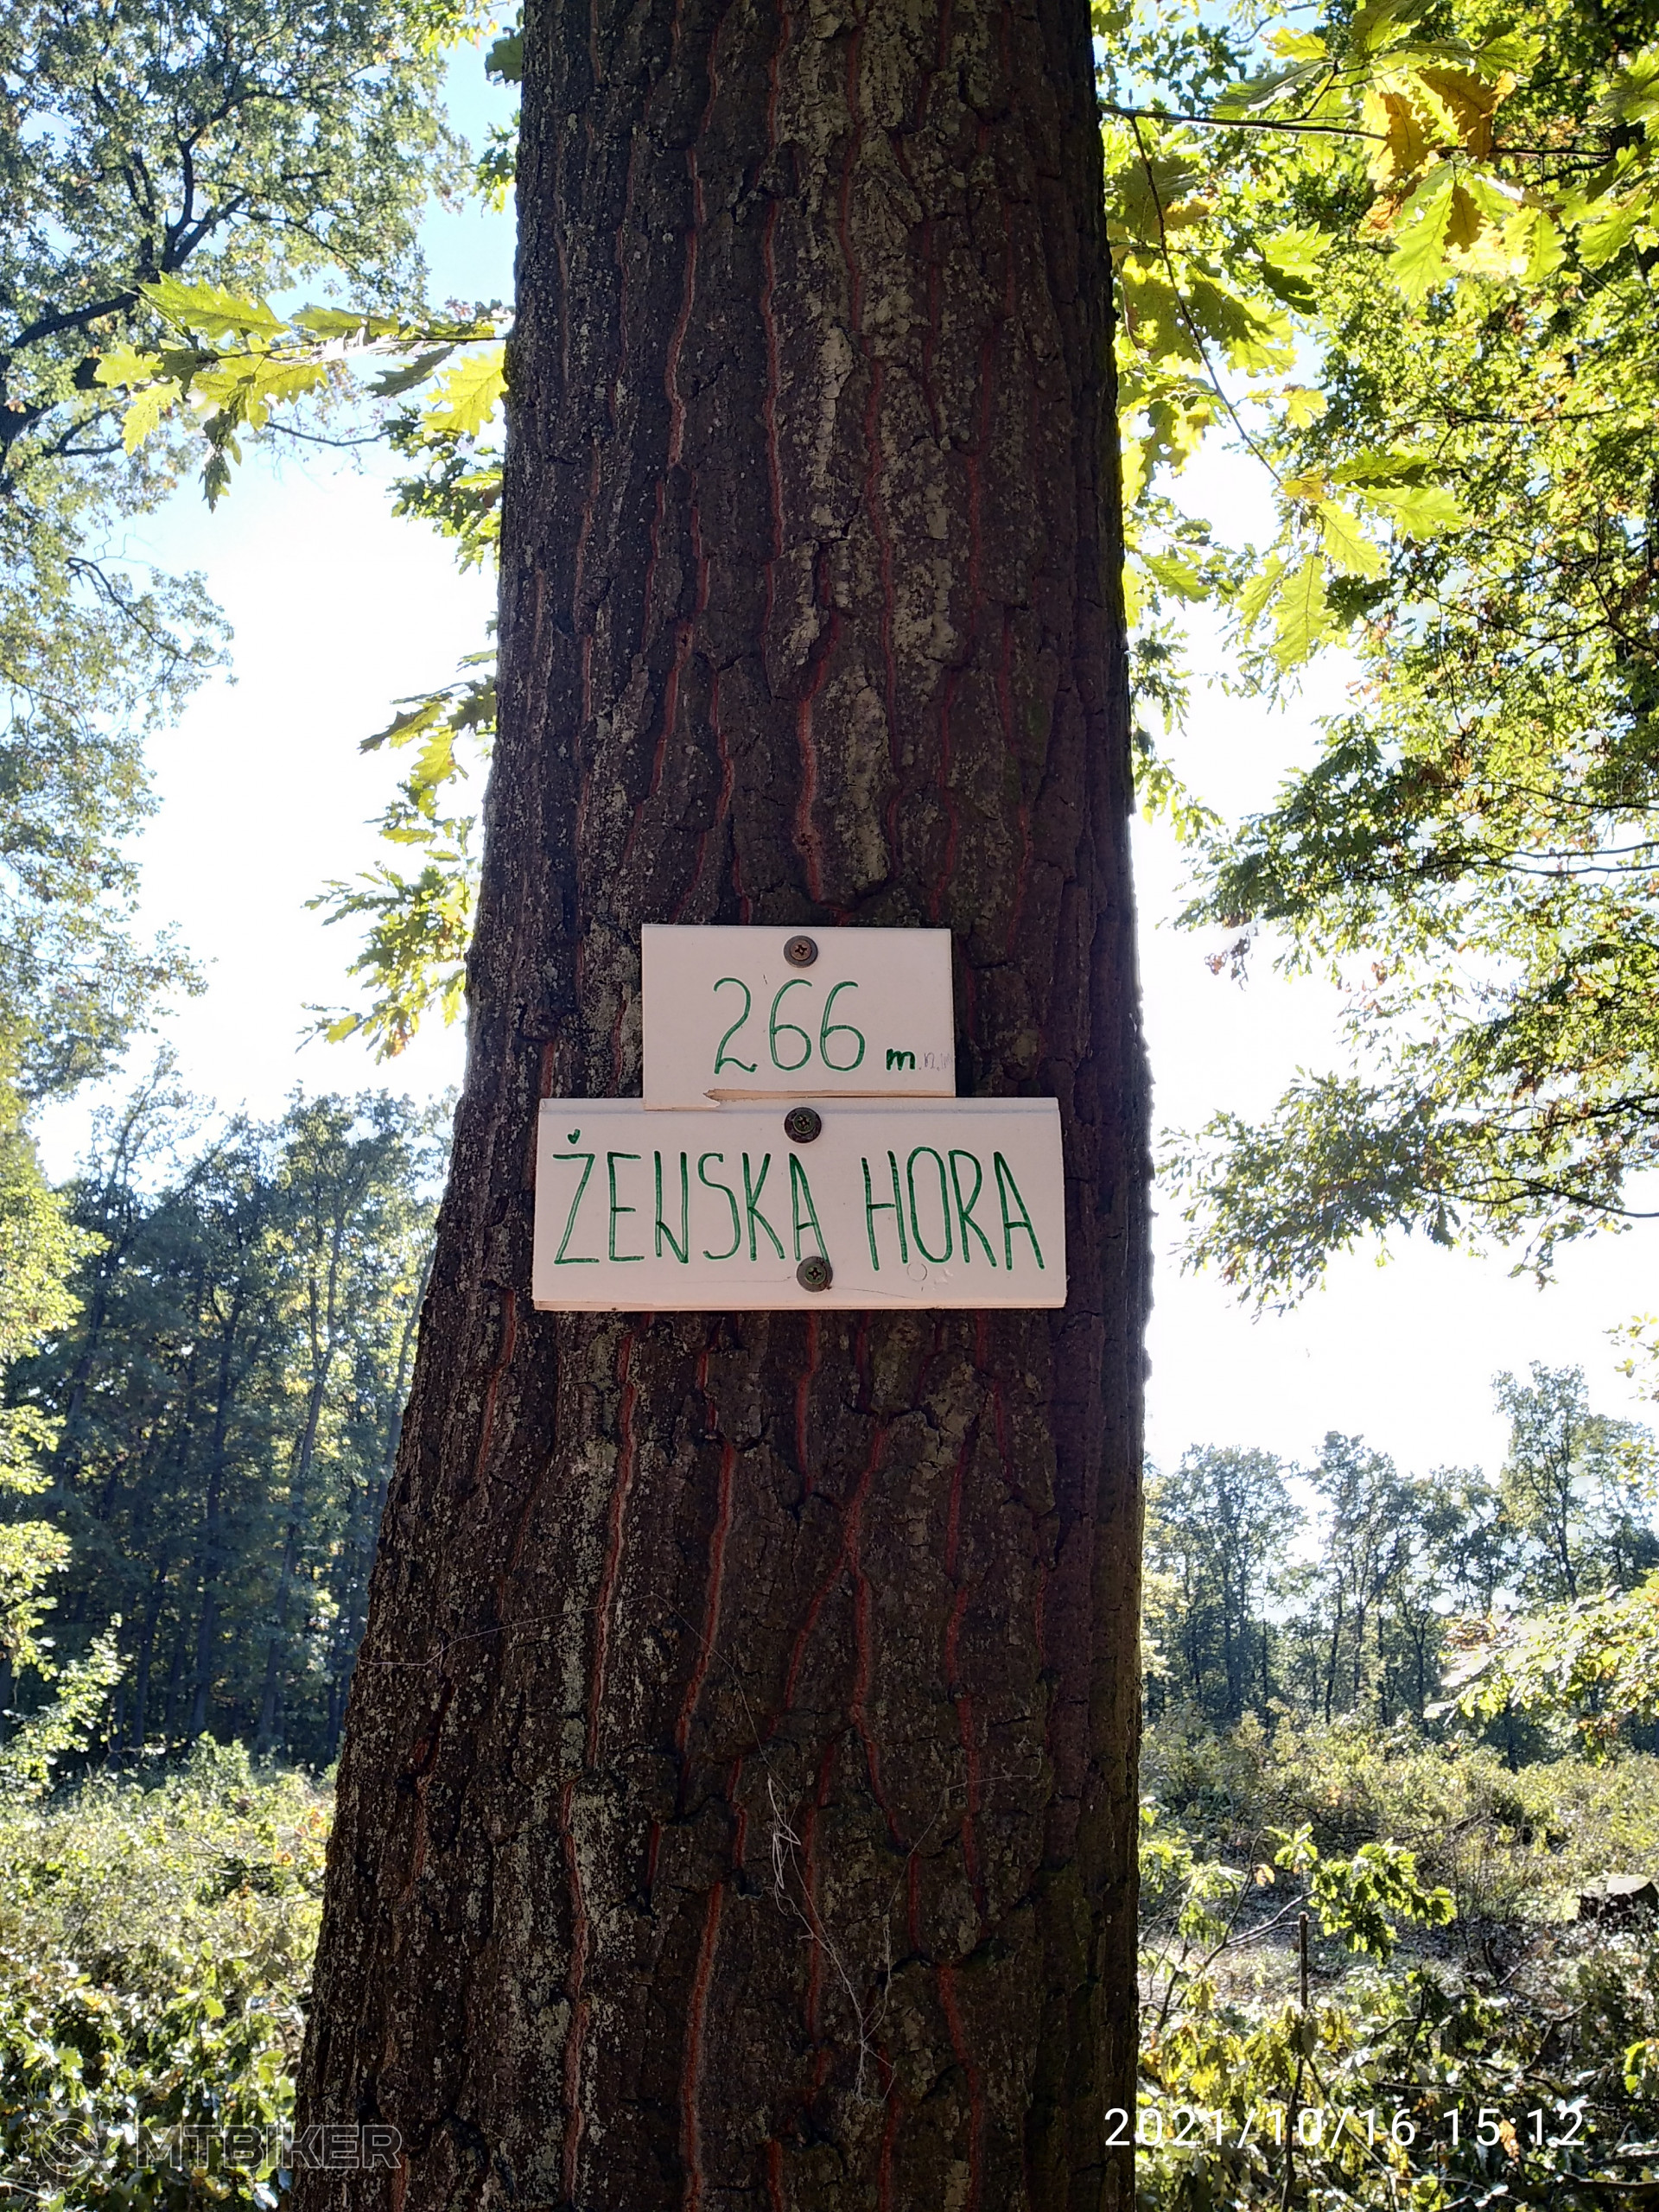 266 m.n.m
ŽENSKA HORA
MTBIKER
2021/10/16 15:12